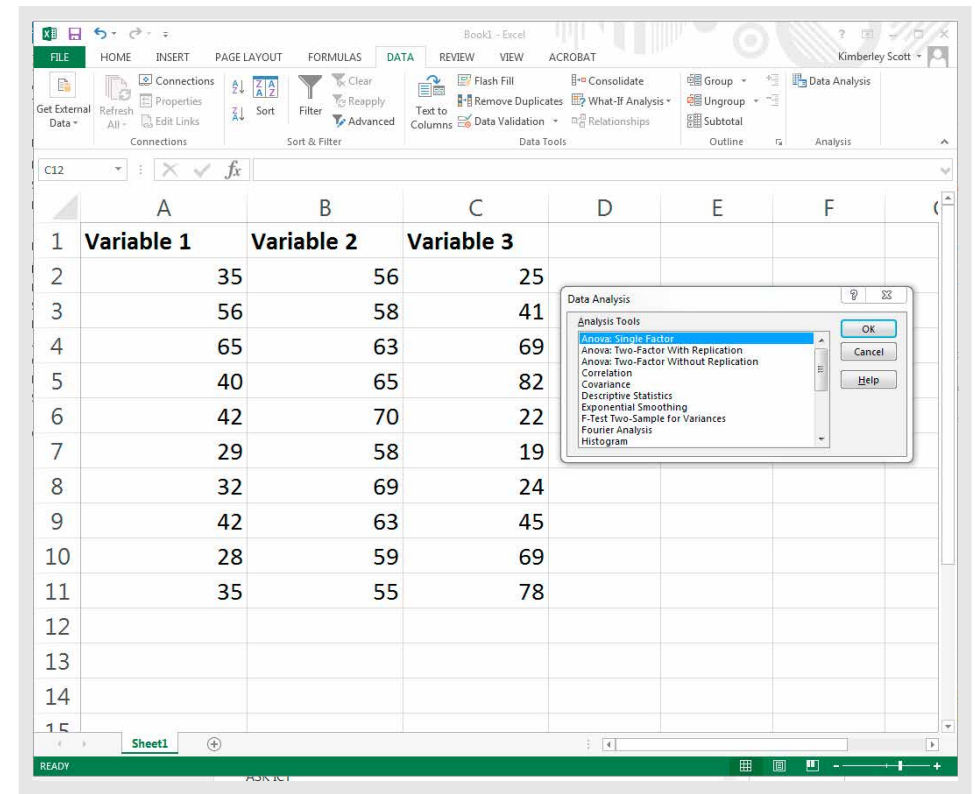 Book1 - Excel
FILE HOME INSERT PAGE LAYOUT FORMULAS DATA REVIEW VIEW ACROBAT Kimberley Scott
Get External Data
Refresh All
Connections
Properties
Edit Links
Connections
Sort
Filter
Clear
Reapply
Advanced
Sort & Filter
Text to Columns
Flash Fill
Remove Duplicates
Data Validation
Consolidate
What-If Analysis
Relationships
Data Tools
Group
Ungroup
Subtotal
Outline
Data Analysis
Analysis
C12 fx
A B C D E F
1 Variable 1 Variable 2 Variable 3
2 35 56 25
3 56 58 41
4 65 63 69
5 40 65 82
6 42 70 22
7 29 58 19
8 32 69 24
9 42 63 45
10 28 59 69
11 35 55 78
12
13
14
15
Data Analysis
Analysis Tools
Anova: Single Factor
Anova: Two-Factor With Replication
Anova: Two-Factor Without Replication
Correlation
Covariance
Descriptive Statistics
Exponential Smoothing
F-Test Two-Sample for Variances
Fourier Analysis
Histogram
OK
Cancel
Help
Sheet1
READY
ASK ICT